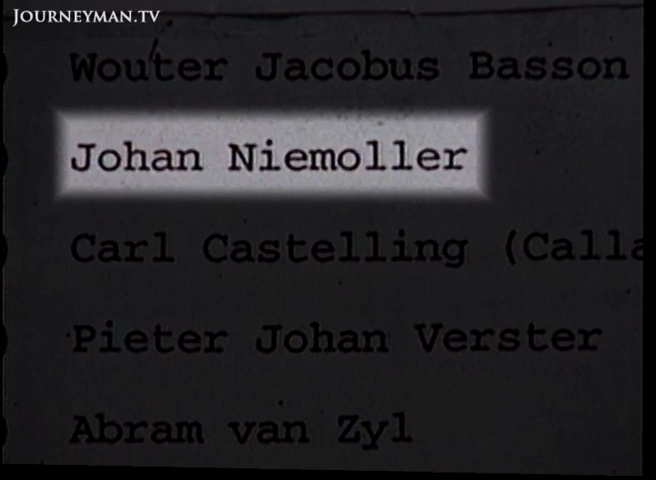 JOURNEYMAN.TV
Wouter Jacobus Basson
Johan Niemoller
Carl Castelling (Calla
Pieter Johan Verster
Abram van Zyl